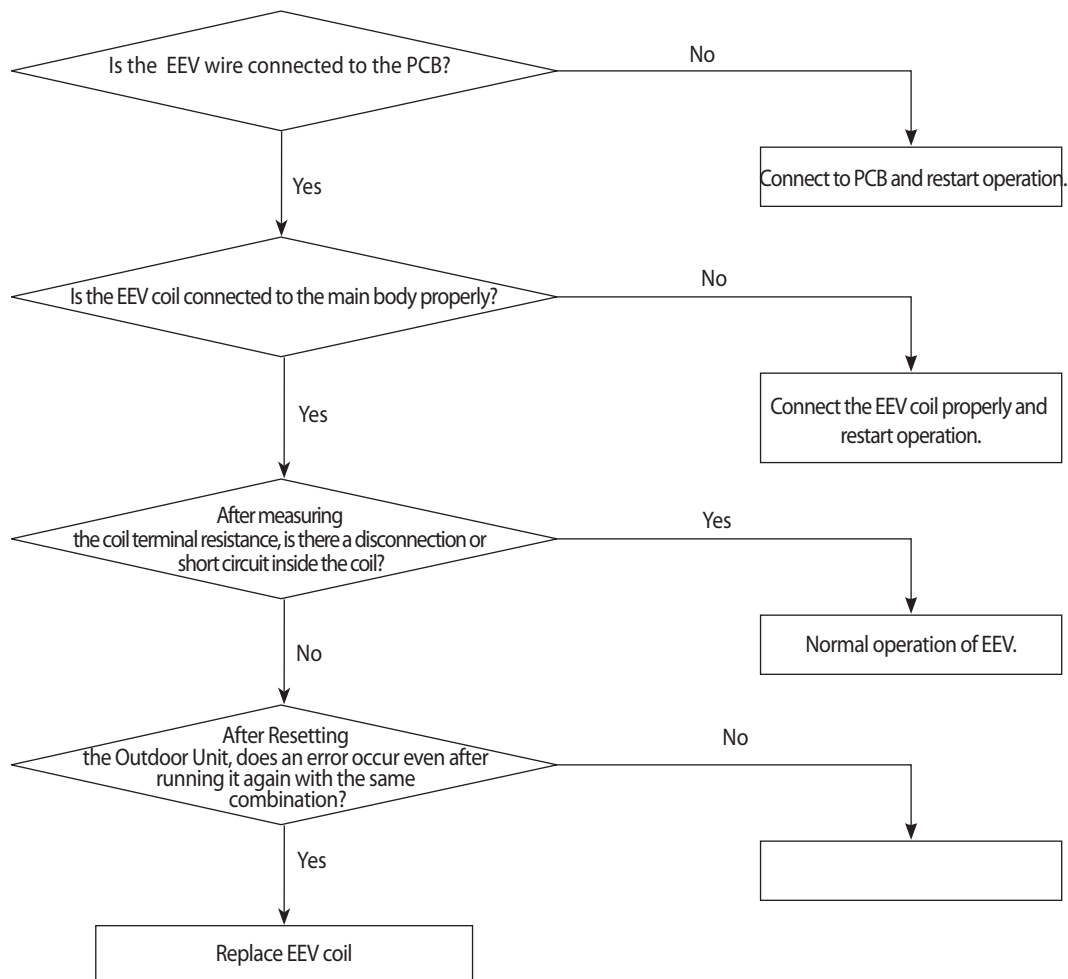 Is the EEV wire connected to the PCB?
No
Connect to PCB and restart operation.
Yes
Is the EEV coil connected to the main body properly?
No
Connect the EEV coil properly and
restart operation.
Yes
After measuring
the coil terminal resistance, is there a disconnection or
short circuit inside the coil?
Yes
Normal operation of EEV.
No
After Resetting
the Outdoor Unit, does an error occur even after
running it again with the same
combination?
No
Yes
Replace EEV coil